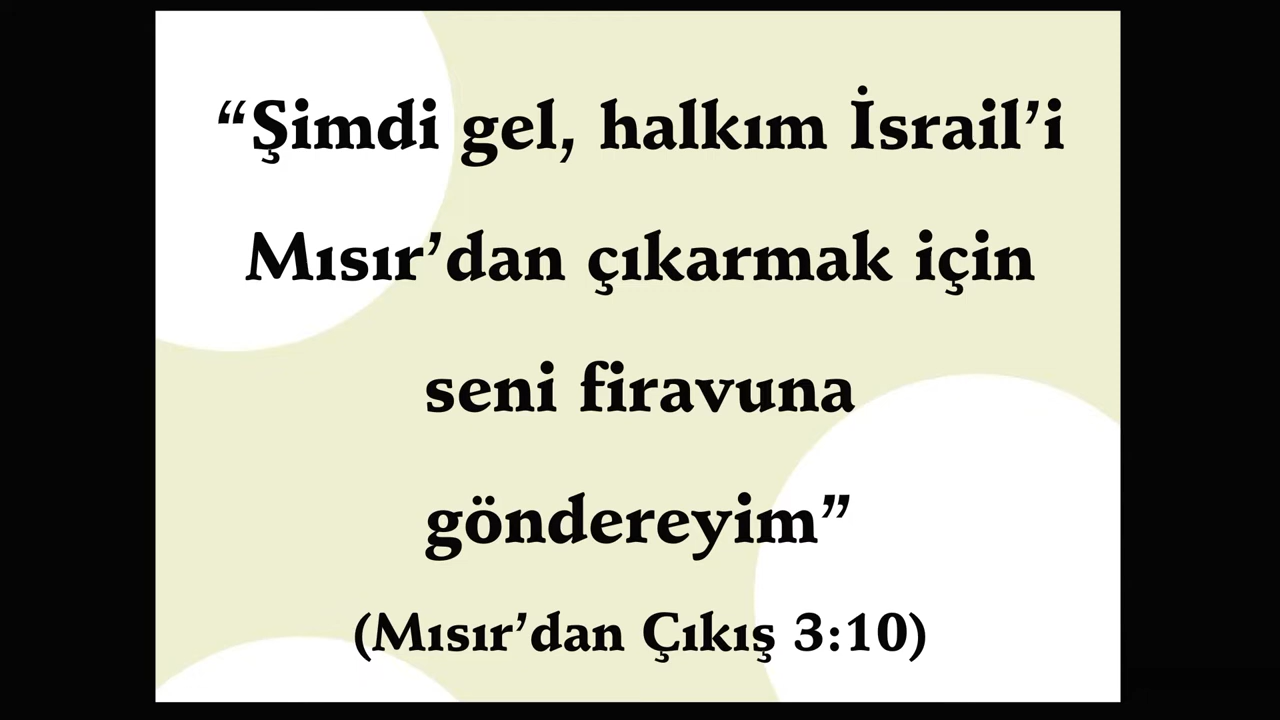 “Şimdi gel, halkım İsrail’i
Mısır’dan çıkarmak için
seni firavuna
göndereyim”
(Mısır’dan Çıkış 3:10)